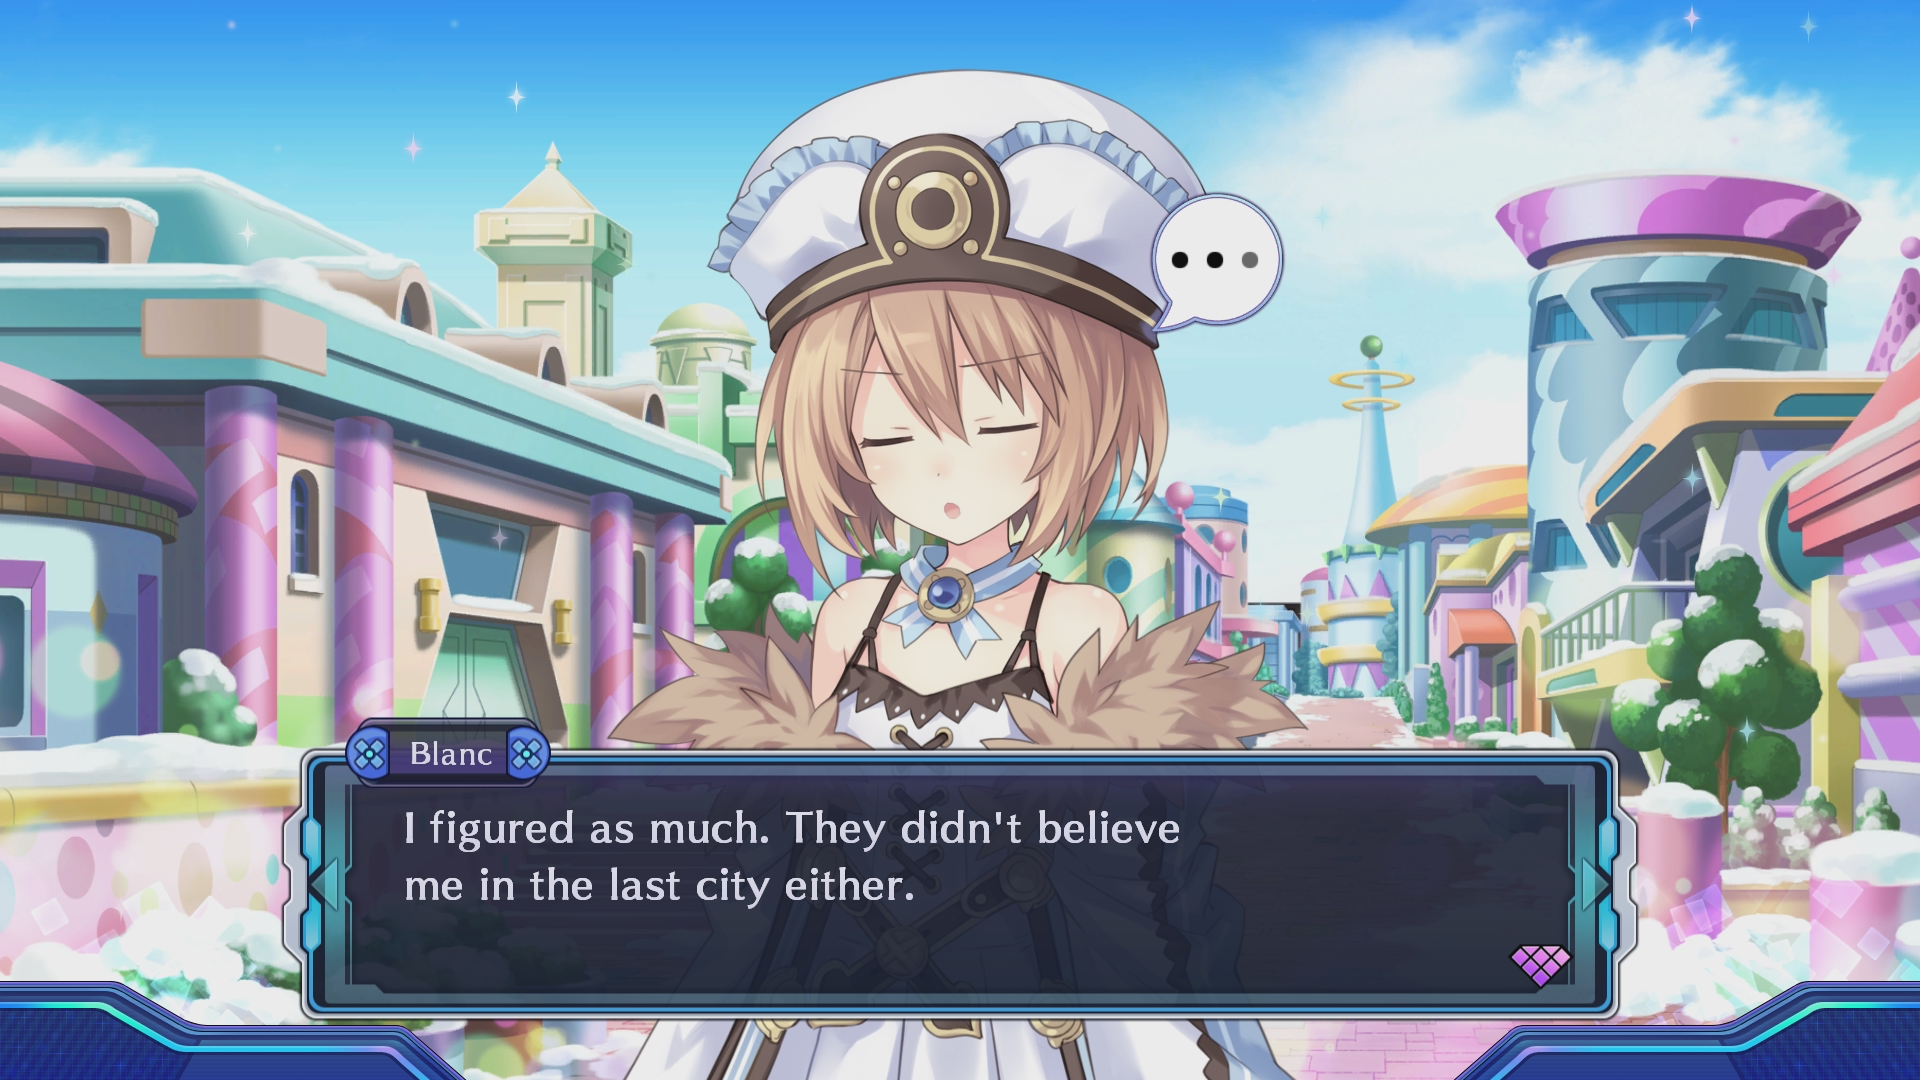 Blanc
I figured as much. They didn't believe
me in the last city either.